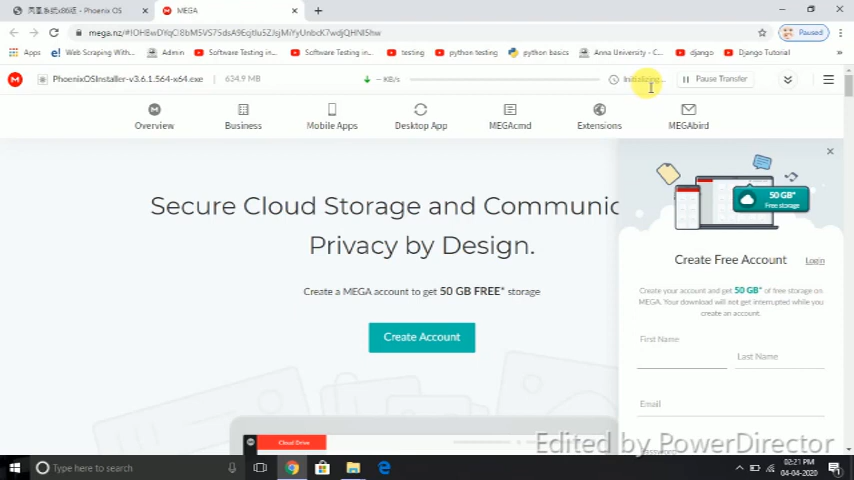 凤凰系统x86版 - Phoenix OS
MEGA
Paused
Apps
Web Scraping With...
Admin
Software Testing in...
Software Testing in...
testing
python testing
python basics
Anna University - C...
django
Django Tutorial
PhoenixOSInstaller-v3.6.1.564-x64.exe
634.9 MB
-- KB/s
Initializing...
Pause Transfer
Overview
Business
Mobile Apps
Desktop App
MEGAcmd
Extensions
MEGAbird
Secure Cloud Storage and Communic
Privacy by Design.
Create a MEGA account to get 50 GB FREE* storage
Create Account
Cloud Drive
50 GB*
Free storage
Create Free Account
Login
Create your account and get 50 GB* of free storage on
MEGA. Your download will not get interrupted while you
create an account.
First Name
Last Name
Email
Edited by PowerDirector
Type here to search
02:21 PM
04-04-2020